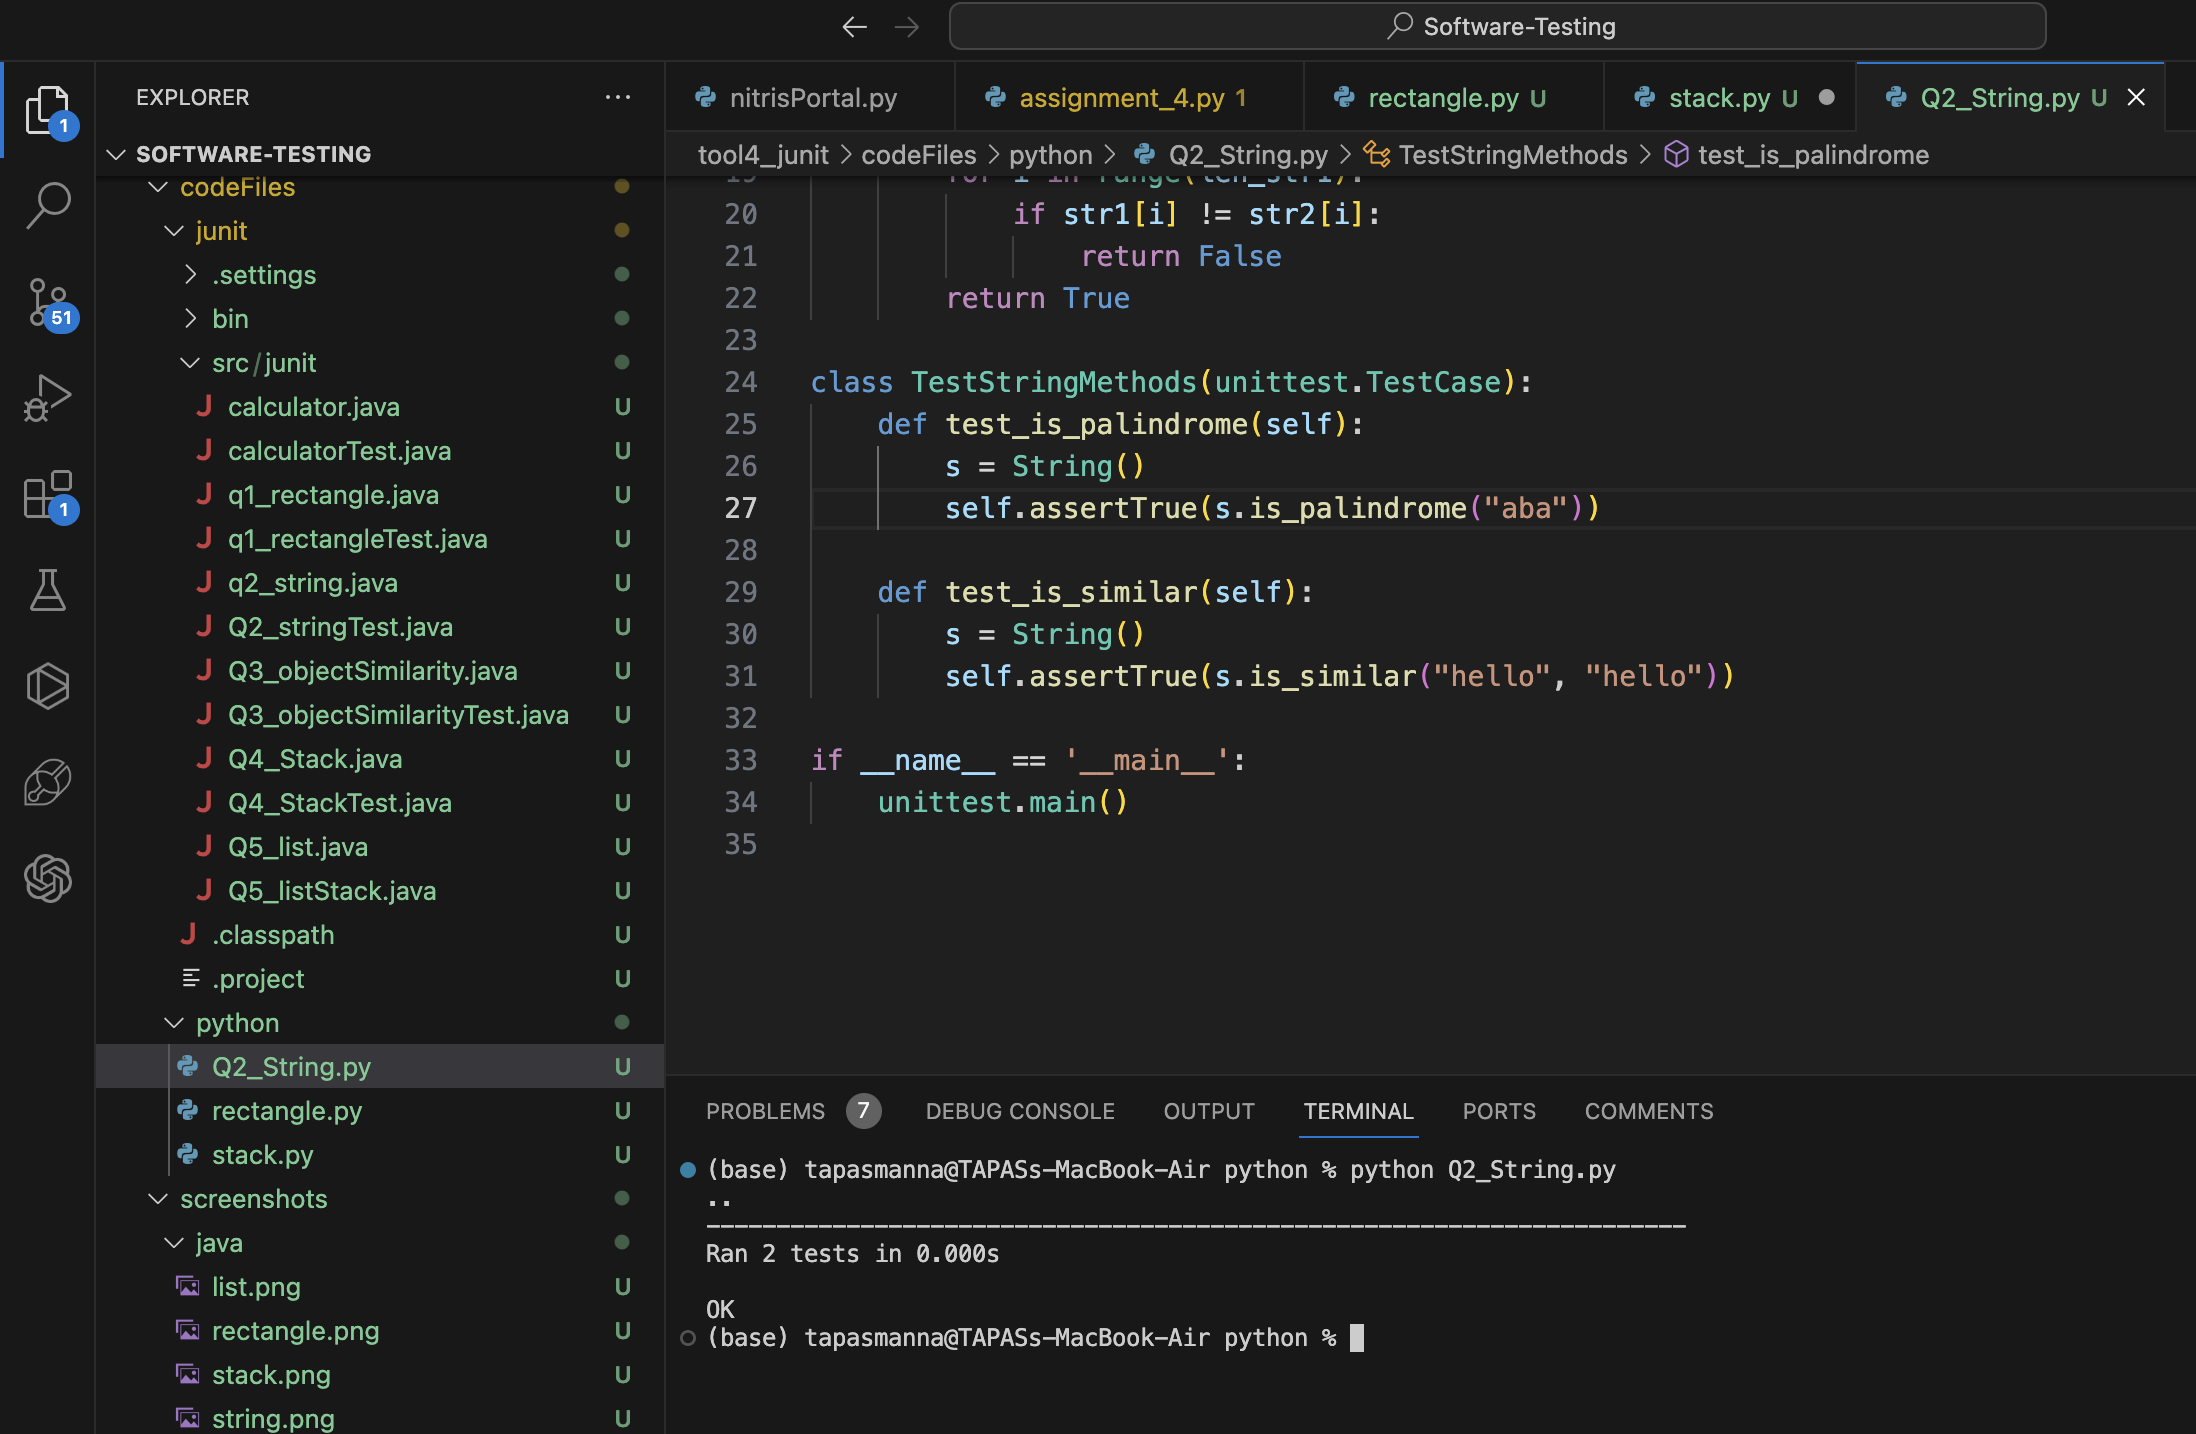 Software-Testing
1
51
1
EXPLORER
SOFTWARE-TESTING
codeFiles
junit
.settings
bin
src/junit
calculator.java U
calculatorTest.java U
q1_rectangle.java U
q1_rectangleTest.java U
q2_string.java U
Q2_stringTest.java U
Q3_objectSimilarity.java U
Q3_objectSimilarityTest.java U
Q4_Stack.java U
Q4_StackTest.java U
Q5_list.java U
Q5_listStack.java U
.classpath U
.project U
python
Q2_String.py U
rectangle.py U
stack.py U
screenshots
java
list.png U
rectangle.png U
stack.png U
string.png U
nitrisPortal.py assignment_4.py 1 rectangle.py U stack.py U Q2_String.py U
tool4_junit > codeFiles > python > Q2_String.py > TestStringMethods > test_is_palindrome
19 for i in range(len_str1):
20 if str1[i] != str2[i]:
21 return False
22 return True
23
24 class TestStringMethods(unittest.TestCase):
25 def test_is_palindrome(self):
26 s = String()
27 self.assertTrue(s.is_palindrome("aba"))
28
29 def test_is_similar(self):
30 s = String()
31 self.assertTrue(s.is_similar("hello", "hello"))
32
33 if __name__ == '__main__':
34 unittest.main()
35
PROBLEMS 7 DEBUG CONSOLE OUTPUT TERMINAL PORTS COMMENTS
(base) tapasmanna@TAPASs-MacBook-Air python % python Q2_String.py
..
----------------------------------------------------------------------
Ran 2 tests in 0.000s
OK
(base) tapasmanna@TAPASs-MacBook-Air python %